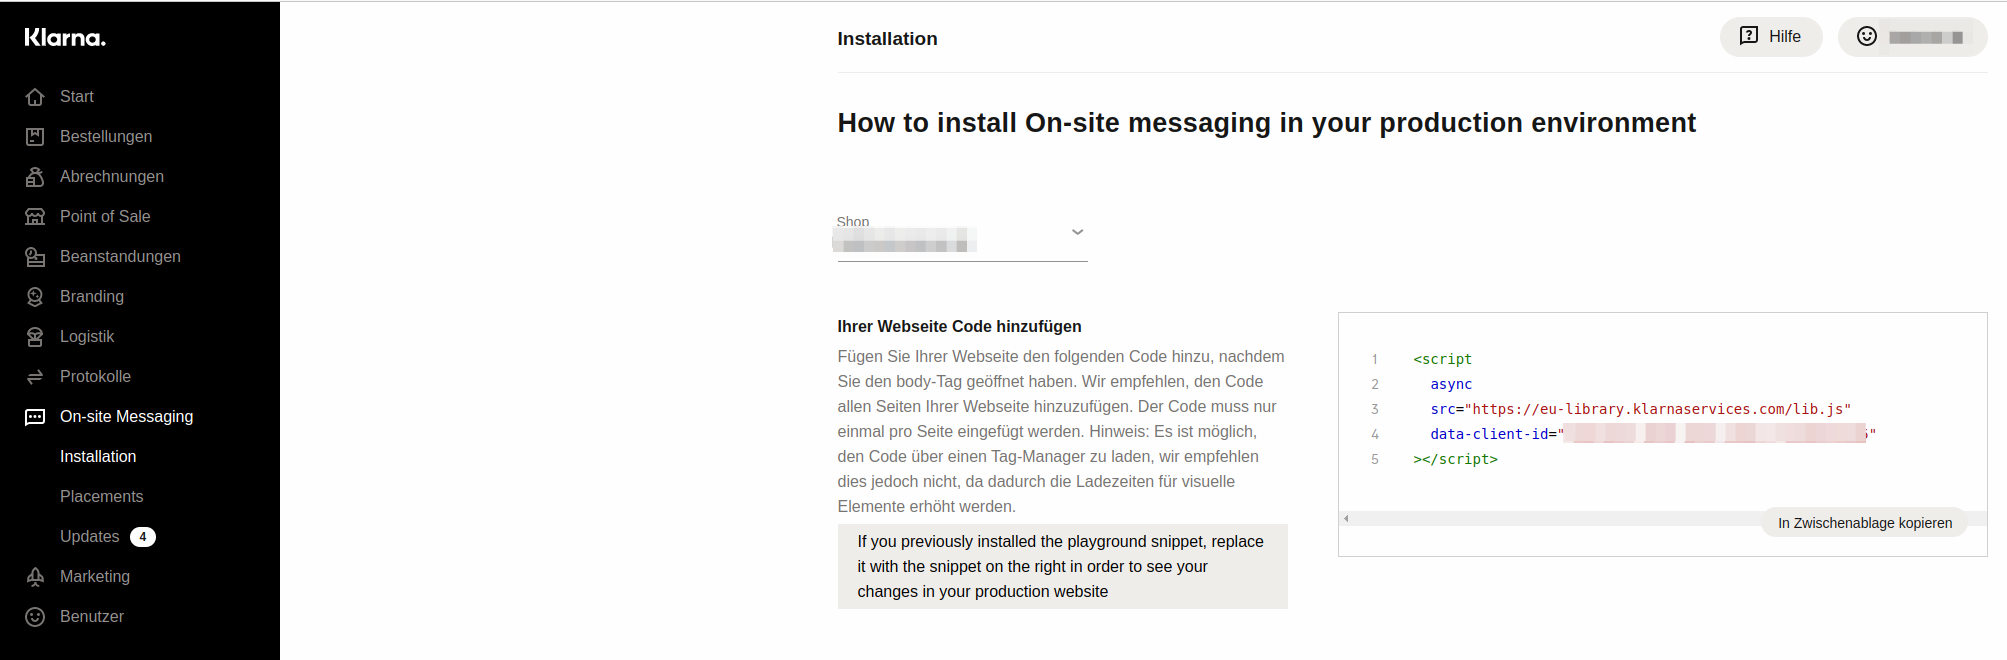 Klarna.
Start
Bestellungen
Abrechnungen
Point of Sale
Beanstandungen
Branding
Logistik
Protokolle
On-site Messaging
Installation
Placements
Updates 4
Marketing
Benutzer
Installation
Hilfe
How to install On-site messaging in your production environment
Shop
Ihrer Webseite Code hinzufügen
Fügen Sie Ihrer Webseite den folgenden Code hinzu, nachdem
Sie den body-Tag geöffnet haben. Wir empfehlen, den Code
allen Seiten Ihrer Webseite hinzuzufügen. Der Code muss nur
einmal pro Seite eingefügt werden. Hinweis: Es ist möglich,
den Code über einen Tag-Manager zu laden, wir empfehlen
dies jedoch nicht, da dadurch die Ladezeiten für visuelle
Elemente erhöht werden.
If you previously installed the playground snippet, replace
it with the snippet on the right in order to see your
changes in your production website
1 <script
2 async
3 src="https://eu-library.klarnaservices.com/lib.js"
4 data-client-id=" "
5 ></script>
In Zwischenablage kopieren